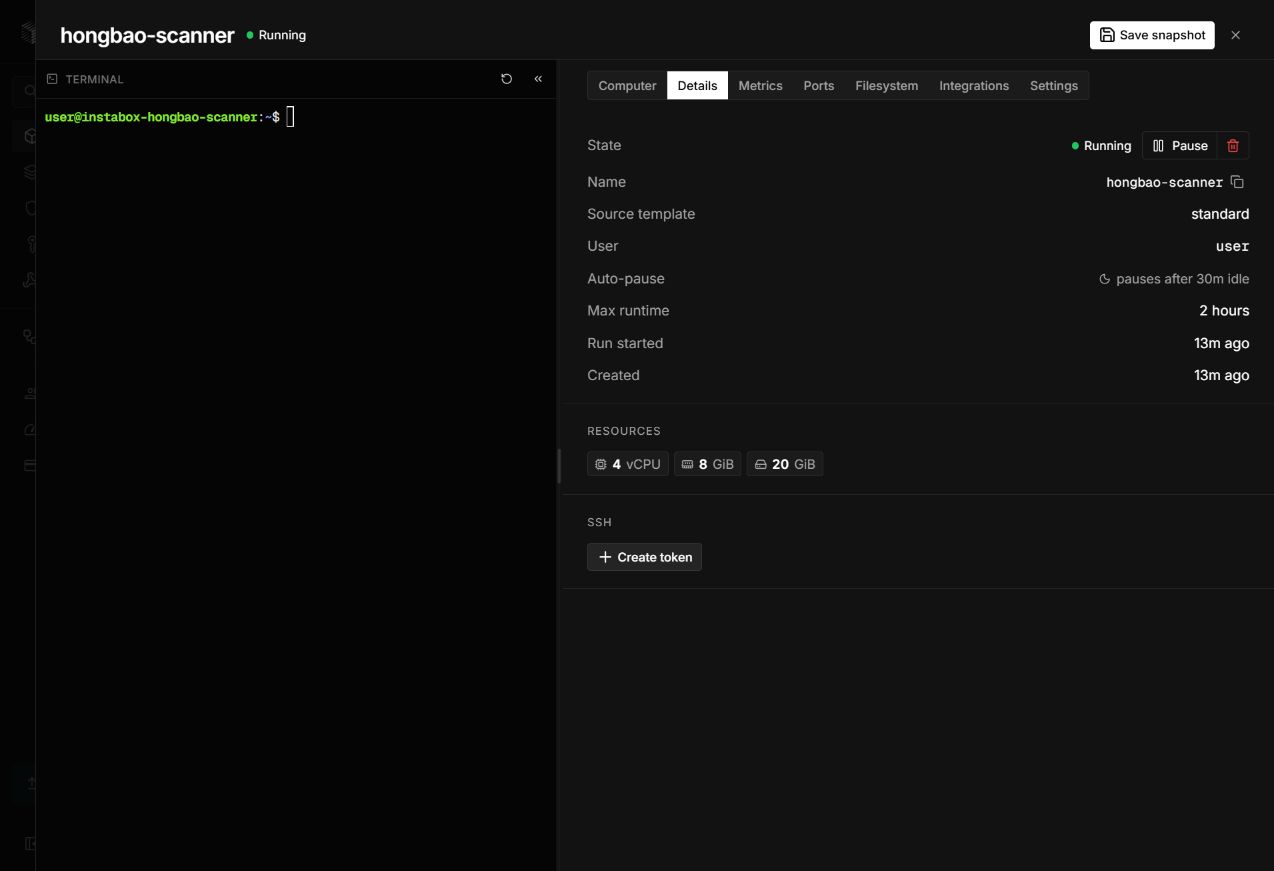 hongbao-scanner
Running
Save snapshot
TERMINAL
user@instabox-hongbao-scanner:~$
Computer
Details
Metrics
Ports
Filesystem
Integrations
Settings
State
Running
Pause
Name
hongbao-scanner
Source template
standard
User
user
Auto-pause
pauses after 30m idle
Max runtime
2 hours
Run started
13m ago
Created
13m ago
RESOURCES
4 vCPU
8 GiB
20 GiB
SSH
Create token